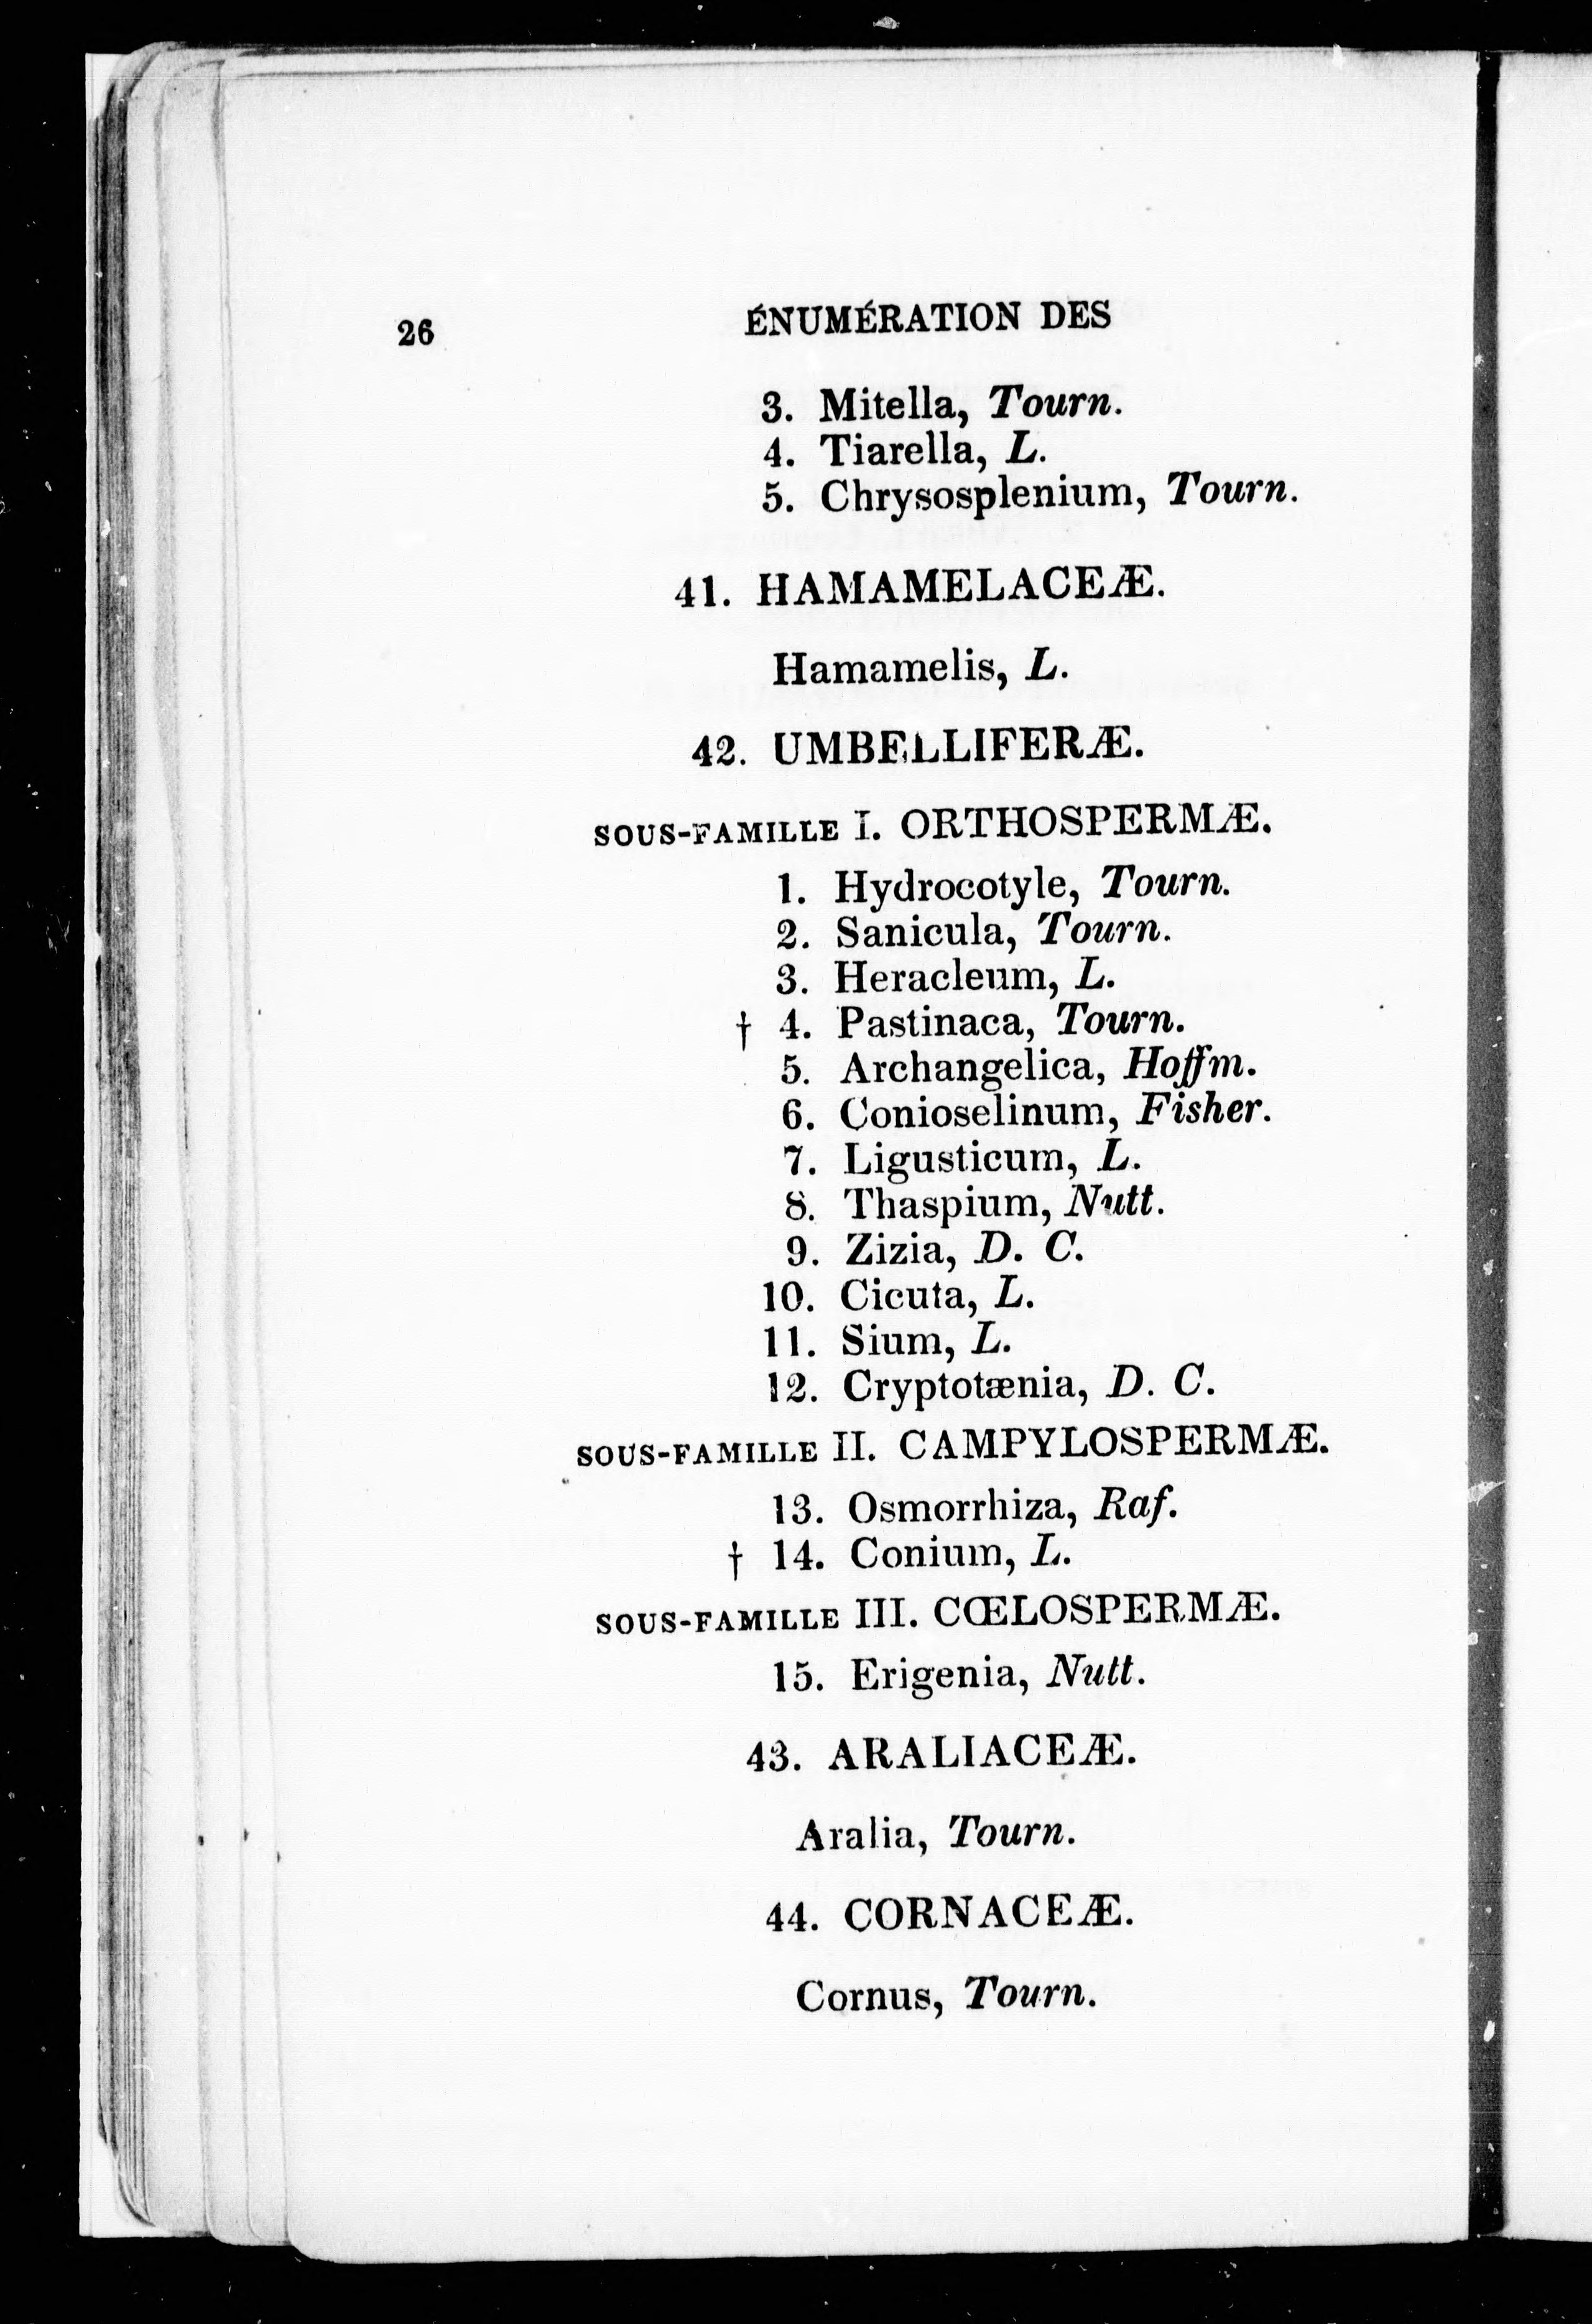 26 ÉNUMÉRATION DES
3. Mitella, Tourn.
4. Tiarella, L.
5. Chrysosplenium, Tourn.
41. HAMAMELACEÆ.
Hamamelis, L.
42. UMBELLIFERÆ.
SOUS-FAMILLE I. ORTHOSPERMÆ.
1. Hydrocotyle, Tourn.
2. Sanicula, Tourn.
3. Heracleum, L.
† 4. Pastinaca, Tourn.
5. Archangelica, Hoffm.
6. Conioselinum, Fisher.
7. Ligusticum, L.
8. Thaspium, Nutt.
9. Zizia, D. C.
10. Cicuta, L.
11. Sium, L.
12. Cryptotænia, D. C.
SOUS-FAMILLE II. CAMPYLOSPERMÆ.
13. Osmorrhiza, Raf.
† 14. Conium, L.
SOUS-FAMILLE III. CŒLOSPERMÆ.
15. Erigenia, Nutt.
43. ARALIACEÆ.
Aralia, Tourn.
44. CORNACEÆ.
Cornus, Tourn.